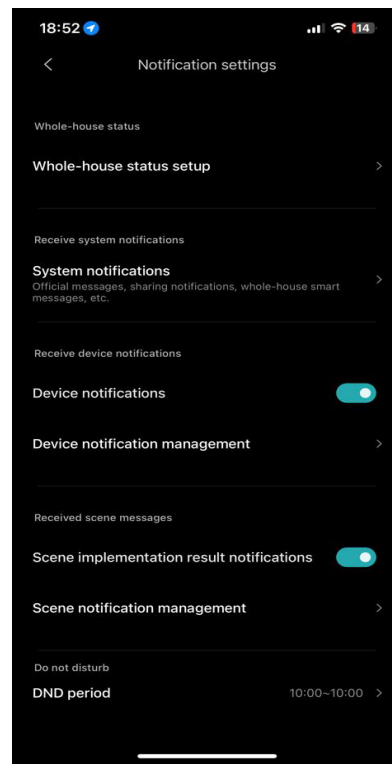 18:52
14
Notification settings
Whole-house status
Whole-house status setup
Receive system notifications
System notifications
Official messages, sharing notifications, whole-house smart
messages, etc.
Receive device notifications
Device notifications
Device notification management
Received scene messages
Scene implementation result notifications
Scene notification management
Do not disturb
DND period 10:00~10:00